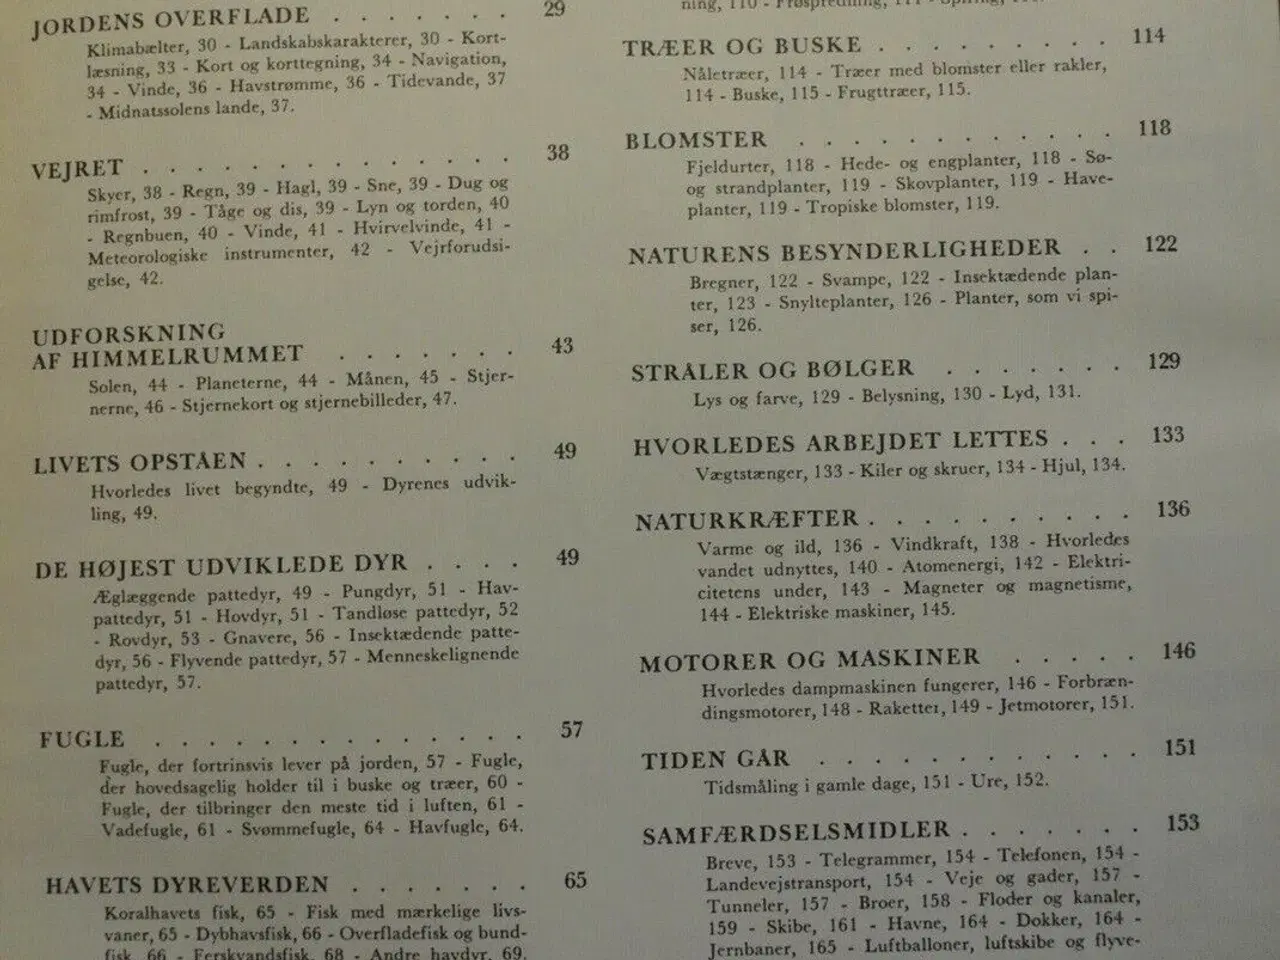 JORDENS OVERFLADE . . . . . . . 29
Klimabælter, 30 - Landskabskarakterer, 30 - Kort-
læsning, 33 - Kort og korttegning, 34 - Navigation,
34 - Vinde, 36 - Havstrømme, 36 - Tidevande, 37
- Midnatssolens lande, 37.
VEJRET . . . . . . . . . . . . . . 38
Skyer, 38 - Regn, 39 - Hagl, 39 - Sne, 39 - Dug og
rimfrost, 39 - Tåge og dis, 39 - Lyn og torden, 40
- Regnbuen, 40 - Vinde, 41 - Hvirvelvinde, 41 -
Meteorologiske instrumenter, 42 - Vejrforudsi-
gelse, 42.
UDFORSKNING
AF HIMMELRUMMET . . . . . . . 43
Solen, 44 - Planeterne, 44 - Månen, 45 - Stjer-
nerne, 46 - Stjernekort og stjernebilleder, 47.
LIVETS OPSTÅEN . . . . . . . . . . 49
Hvorledes livet begyndte, 49 - Dyrenes udvik-
ling, 49.
DE HØJEST UDVIKLEDE DYR . . . . 49
Æglæggende pattedyr, 49 - Pungdyr, 51 - Hav-
pattedyr, 51 - Hovdyr, 51 - Tandløse pattedyr, 52
- Rovdyr, 53 - Gnavere, 56 - Insektædende patte-
dyr, 56 - Flyvende pattedyr, 57 - Menneskelignende
pattedyr, 57.
FUGLE . . . . . . . . . . . . . . 57
Fugle, der fortrinsvis lever på jorden, 57 - Fugle,
der hovedsagelig holder til i buske og træer, 60 -
Fugle, der tilbringer den meste tid i luften, 61 -
Vadefugle, 61 - Svømmefugle, 64 - Havfugle, 64.
HAVETS DYREVERDEN . . . . . . . 65
Koralhavets fisk, 65 - Fisk med mærkelige livs-
vaner, 65 - Dybhavsfisk, 66 - Overfladefisk og bund-
fisk, 66 - Ferskvandsfisk, 68 - Andre havdyr, 69.
ning, 110 - Frøspredning, 111 - Spiring,
TRÆER OG BUSKE . . . . . . . . . 114
Nåletræer, 114 - Træer med blomster eller rakler,
114 - Buske, 115 - Frugttræer, 115.
BLOMSTER . . . . . . . . . . . 118
Fjeldurter, 118 - Hede- og engplanter, 118 - Sø-
og strandplanter, 119 - Skovplanter, 119 - Have-
planter, 119 - Tropiske blomster, 119.
NATURENS BESYNDERLIGHEDER . . 122
Bregner, 122 - Svampe, 122 - Insektædende plan-
ter, 123 - Snylteplanter, 126 - Planter, som vi spi-
ser, 126.
STRÅLER OG BØLGER . . . . . . . 129
Lys og farve, 129 - Belysning, 130 - Lyd, 131.
HVORLEDES ARBEJDET LETTES . . . 133
Vægtstænger, 133 - Kiler og skruer, 134 - Hjul, 134.
NATURKRÆFTER . . . . . . . . . . 136
Varme og ild, 136 - Vindkraft, 138 - Hvorledes
vandet udnyttes, 140 - Atomenergi, 142 - Elektri-
citetens under, 143 - Magneter og magnetisme,
144 - Elektriske maskiner, 145.
MOTORER OG MASKINER . . . . . 146
Hvorledes dampmaskinen fungerer, 146 - Forbræn-
dingsmotorer, 148 - Raketter, 149 - Jetmotorer, 151.
TIDEN GÅR . . . . . . . . . . . . 151
Tidsmåling i gamle dage, 151 - Ure, 152.
SAMFÆRDSELSMIDLER . . . . . . . 153
Breve, 153 - Telegrammer, 154 - Telefonen, 154 -
Landevejstransport, 154 - Veje og gader, 157 -
Tunneler, 157 - Broer, 158 - Floder og kanaler,
159 - Skibe, 161 - Havne, 164 - Dokker, 164 -
Jernbaner, 165 - Luftballoner, luftskibe og flyve-